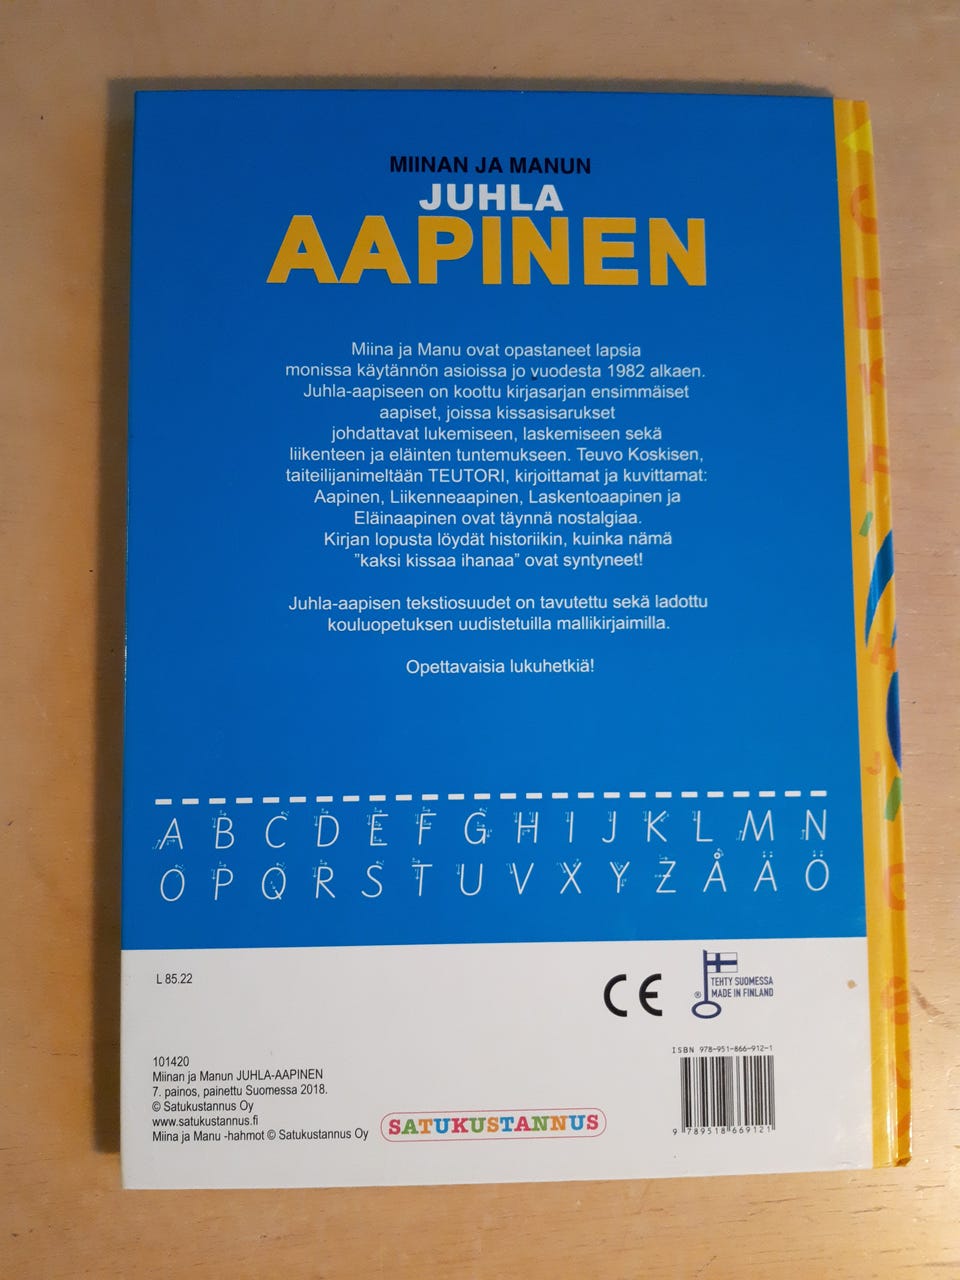 MIINAN JA MANUN
JUHLA
AAPINEN
Miina ja Manu ovat opastaneet lapsia
monissa käytännön asioissa jo vuodesta 1982 alkaen.
Juhla-aapiseen on koottu kirjasarjan ensimmäiset
aapiset, joissa kissasisarukset
johdattavat lukemiseen, laskemiseen sekä
liikenteen ja eläinten tuntemukseen. Teuvo Koskisen,
taiteilijanimeltään TEUTORI, kirjoittamat ja kuvittamat:
Aapinen, Liikenneaapinen, Laskentoaapinen ja
Eläinaapinen ovat täynnä nostalgiaa.
Kirjan lopusta löydät historiikin, kuinka nämä
”kaksi kissaa ihanaa” ovat syntyneet!
Juhla-aapisen tekstiosuudet on tavutettu sekä ladottu
kouluopetuksen uudistetuilla mallikirjaimilla.
Opettavaisia lukuhetkiä!
A B C D E F G H I J K L M N
O P Q R S T U V X Y Z Å Ä Ö
L 85.22
CE
TEHTY SUOMESSA
® MADE IN FINLAND
ISBN 978-951-866-912-1
9 789518 669121
101420
Miinan ja Manun JUHLA-AAPINEN
7. painos, painettu Suomessa 2018.
© Satukustannus Oy
www.satukustannus.fi
Miina ja Manu -hahmot © Satukustannus Oy
SATUKUSTANNUS